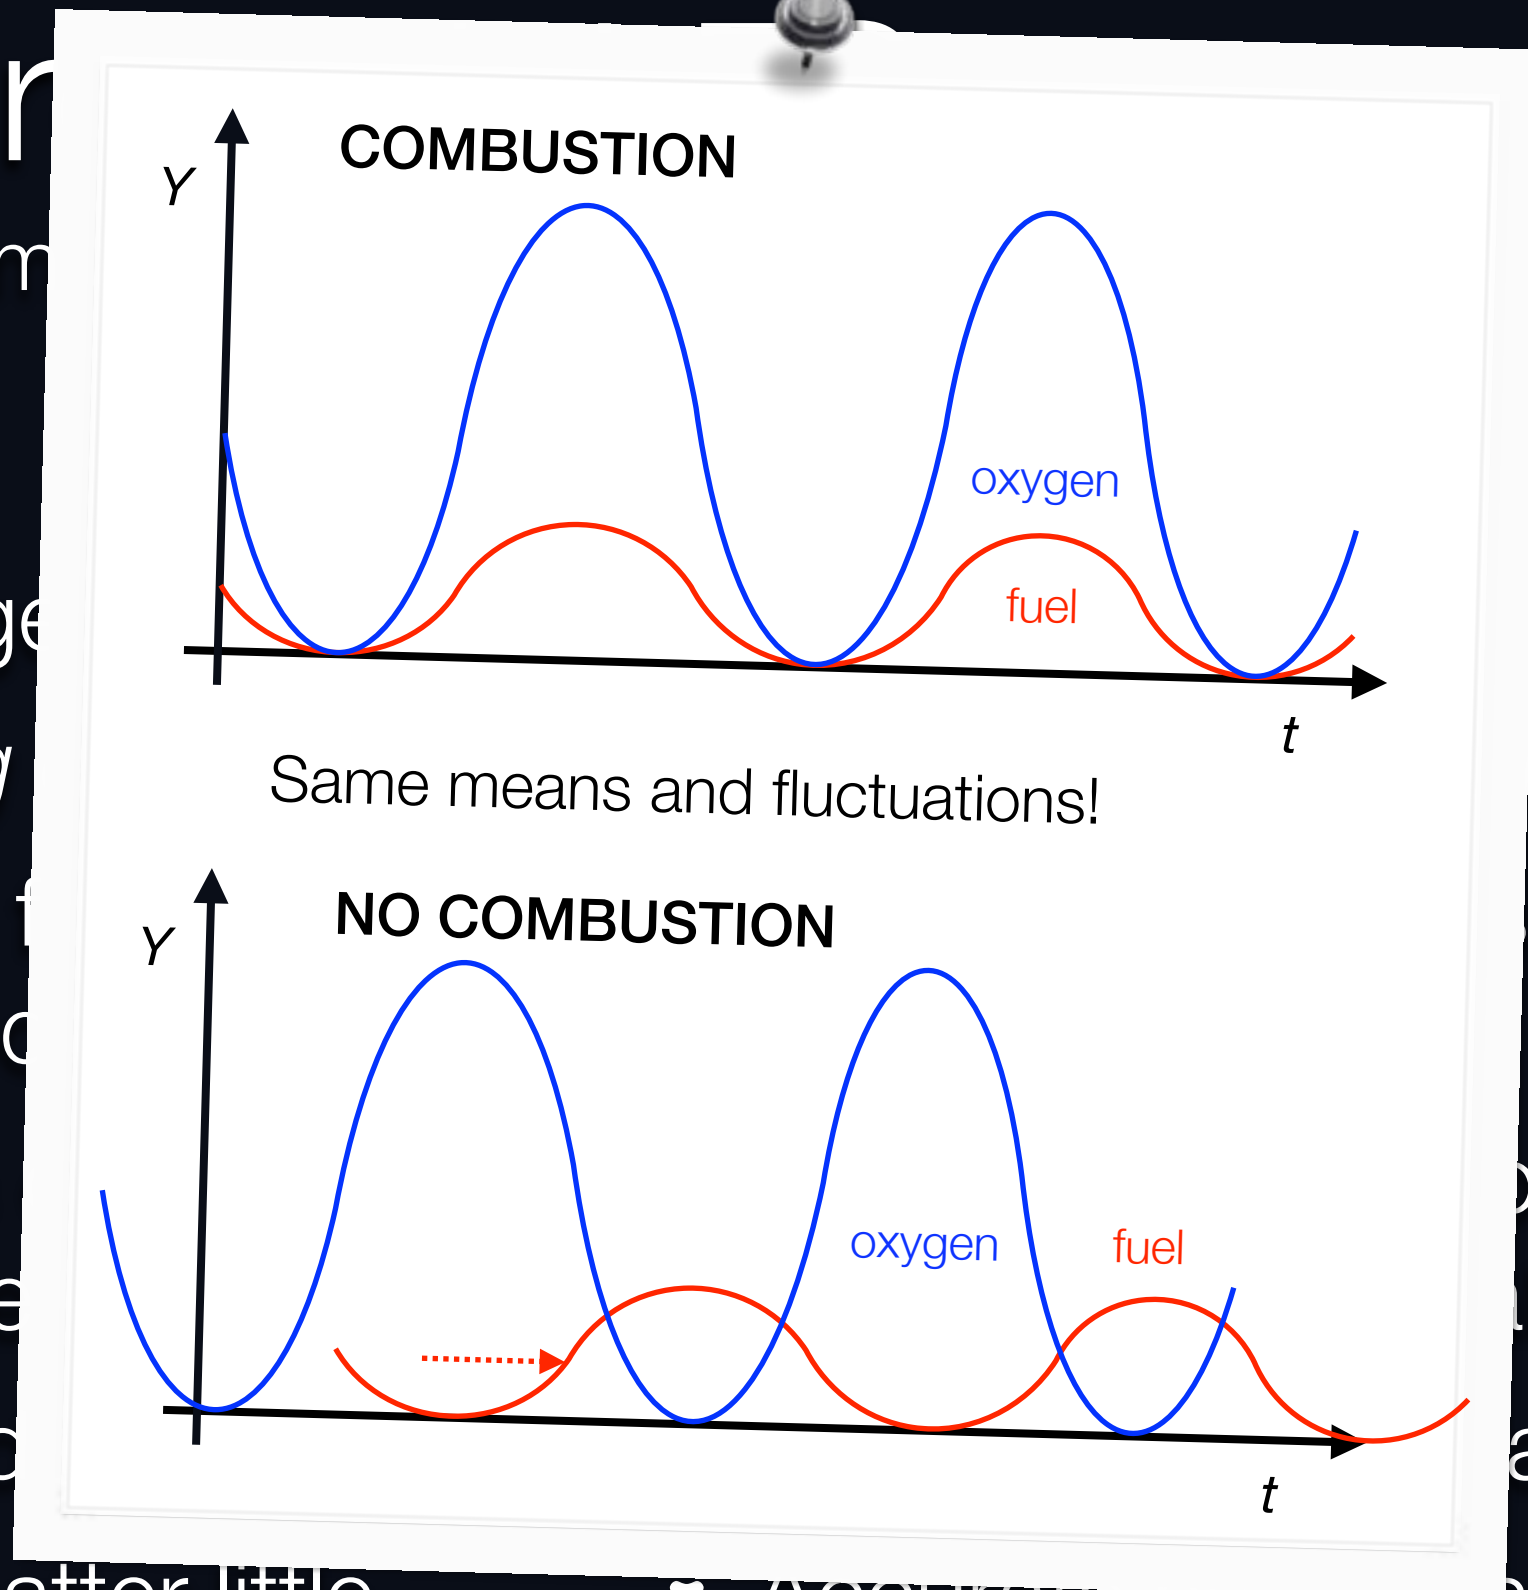 COMBUSTION
Y
oxygen
fuel
t
Same means and fluctuations!
NO COMBUSTION
Y
oxygen
fuel
t